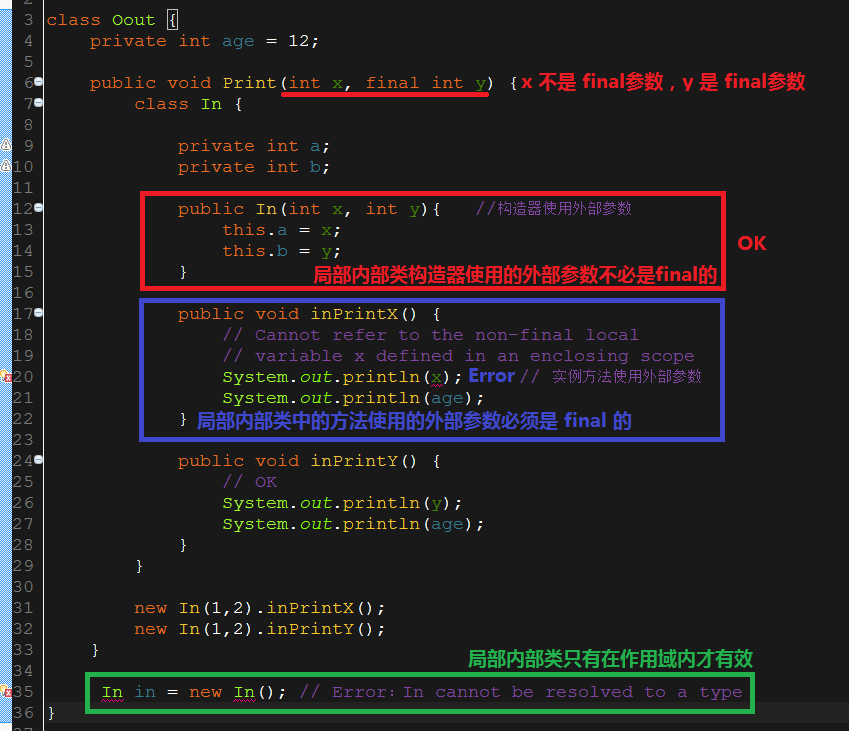 3 class Oout {
4 private int age = 12;
5
6 public void Print(int x, final int y) { x 不是 final参数，y 是 final参数
7 class In {
8
9 private int a;
10 private int b;
11
12 public In(int x, int y){ //构造器使用外部参数
13 this.a = x;
OK
14 this.b = y;
15 } 局部内部类构造器使用的外部参数不必是final的
16
17 public void inPrintX() {
18 // Cannot refer to the non-final local
19 // variable x defined in an enclosing scope
20 System.out.println(x); Error // 实例方法使用外部参数
21 System.out.println(age);
22 } 局部内部类中的方法使用的外部参数必须是 final 的
23
24 public void inPrintY() {
25 // OK
26 System.out.println(y);
27 System.out.println(age);
28 }
29 }
30
31 new In(1,2).inPrintX();
32 new In(1,2).inPrintY();
33 }
局部内部类只有在作用域内才有效
34
35 In in = new In(); // Error: In cannot be resolved to a type
36 }